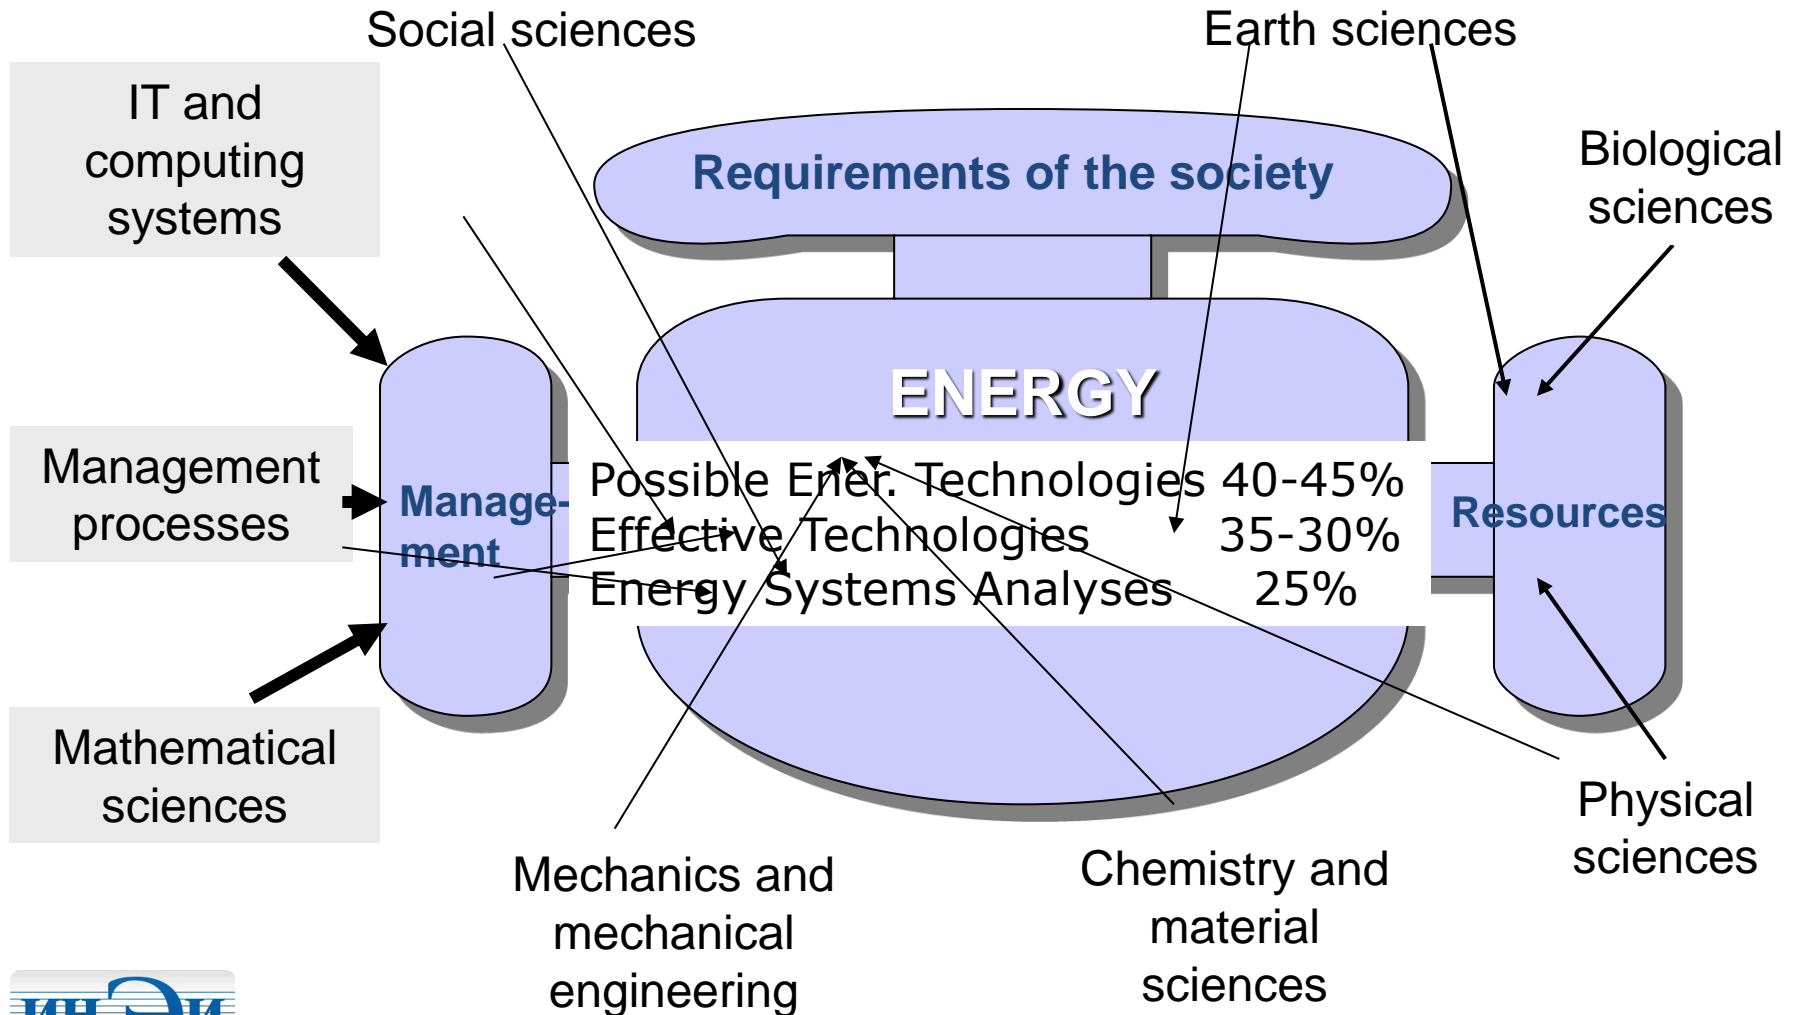 Social sciences
Earth sciences
IT and
computing
systems
Requirements of the society
Biological
sciences
ENERGY
Management
processes
Manage-
ment
Possible Ener. Technologies 40-45%
Effective Technologies 35-30%
Energy Systems Analyses 25%
Resources
Mathematical
sciences
Physical
sciences
Mechanics and
mechanical
engineering
Chemistry and
material
sciences
ИНЭИ